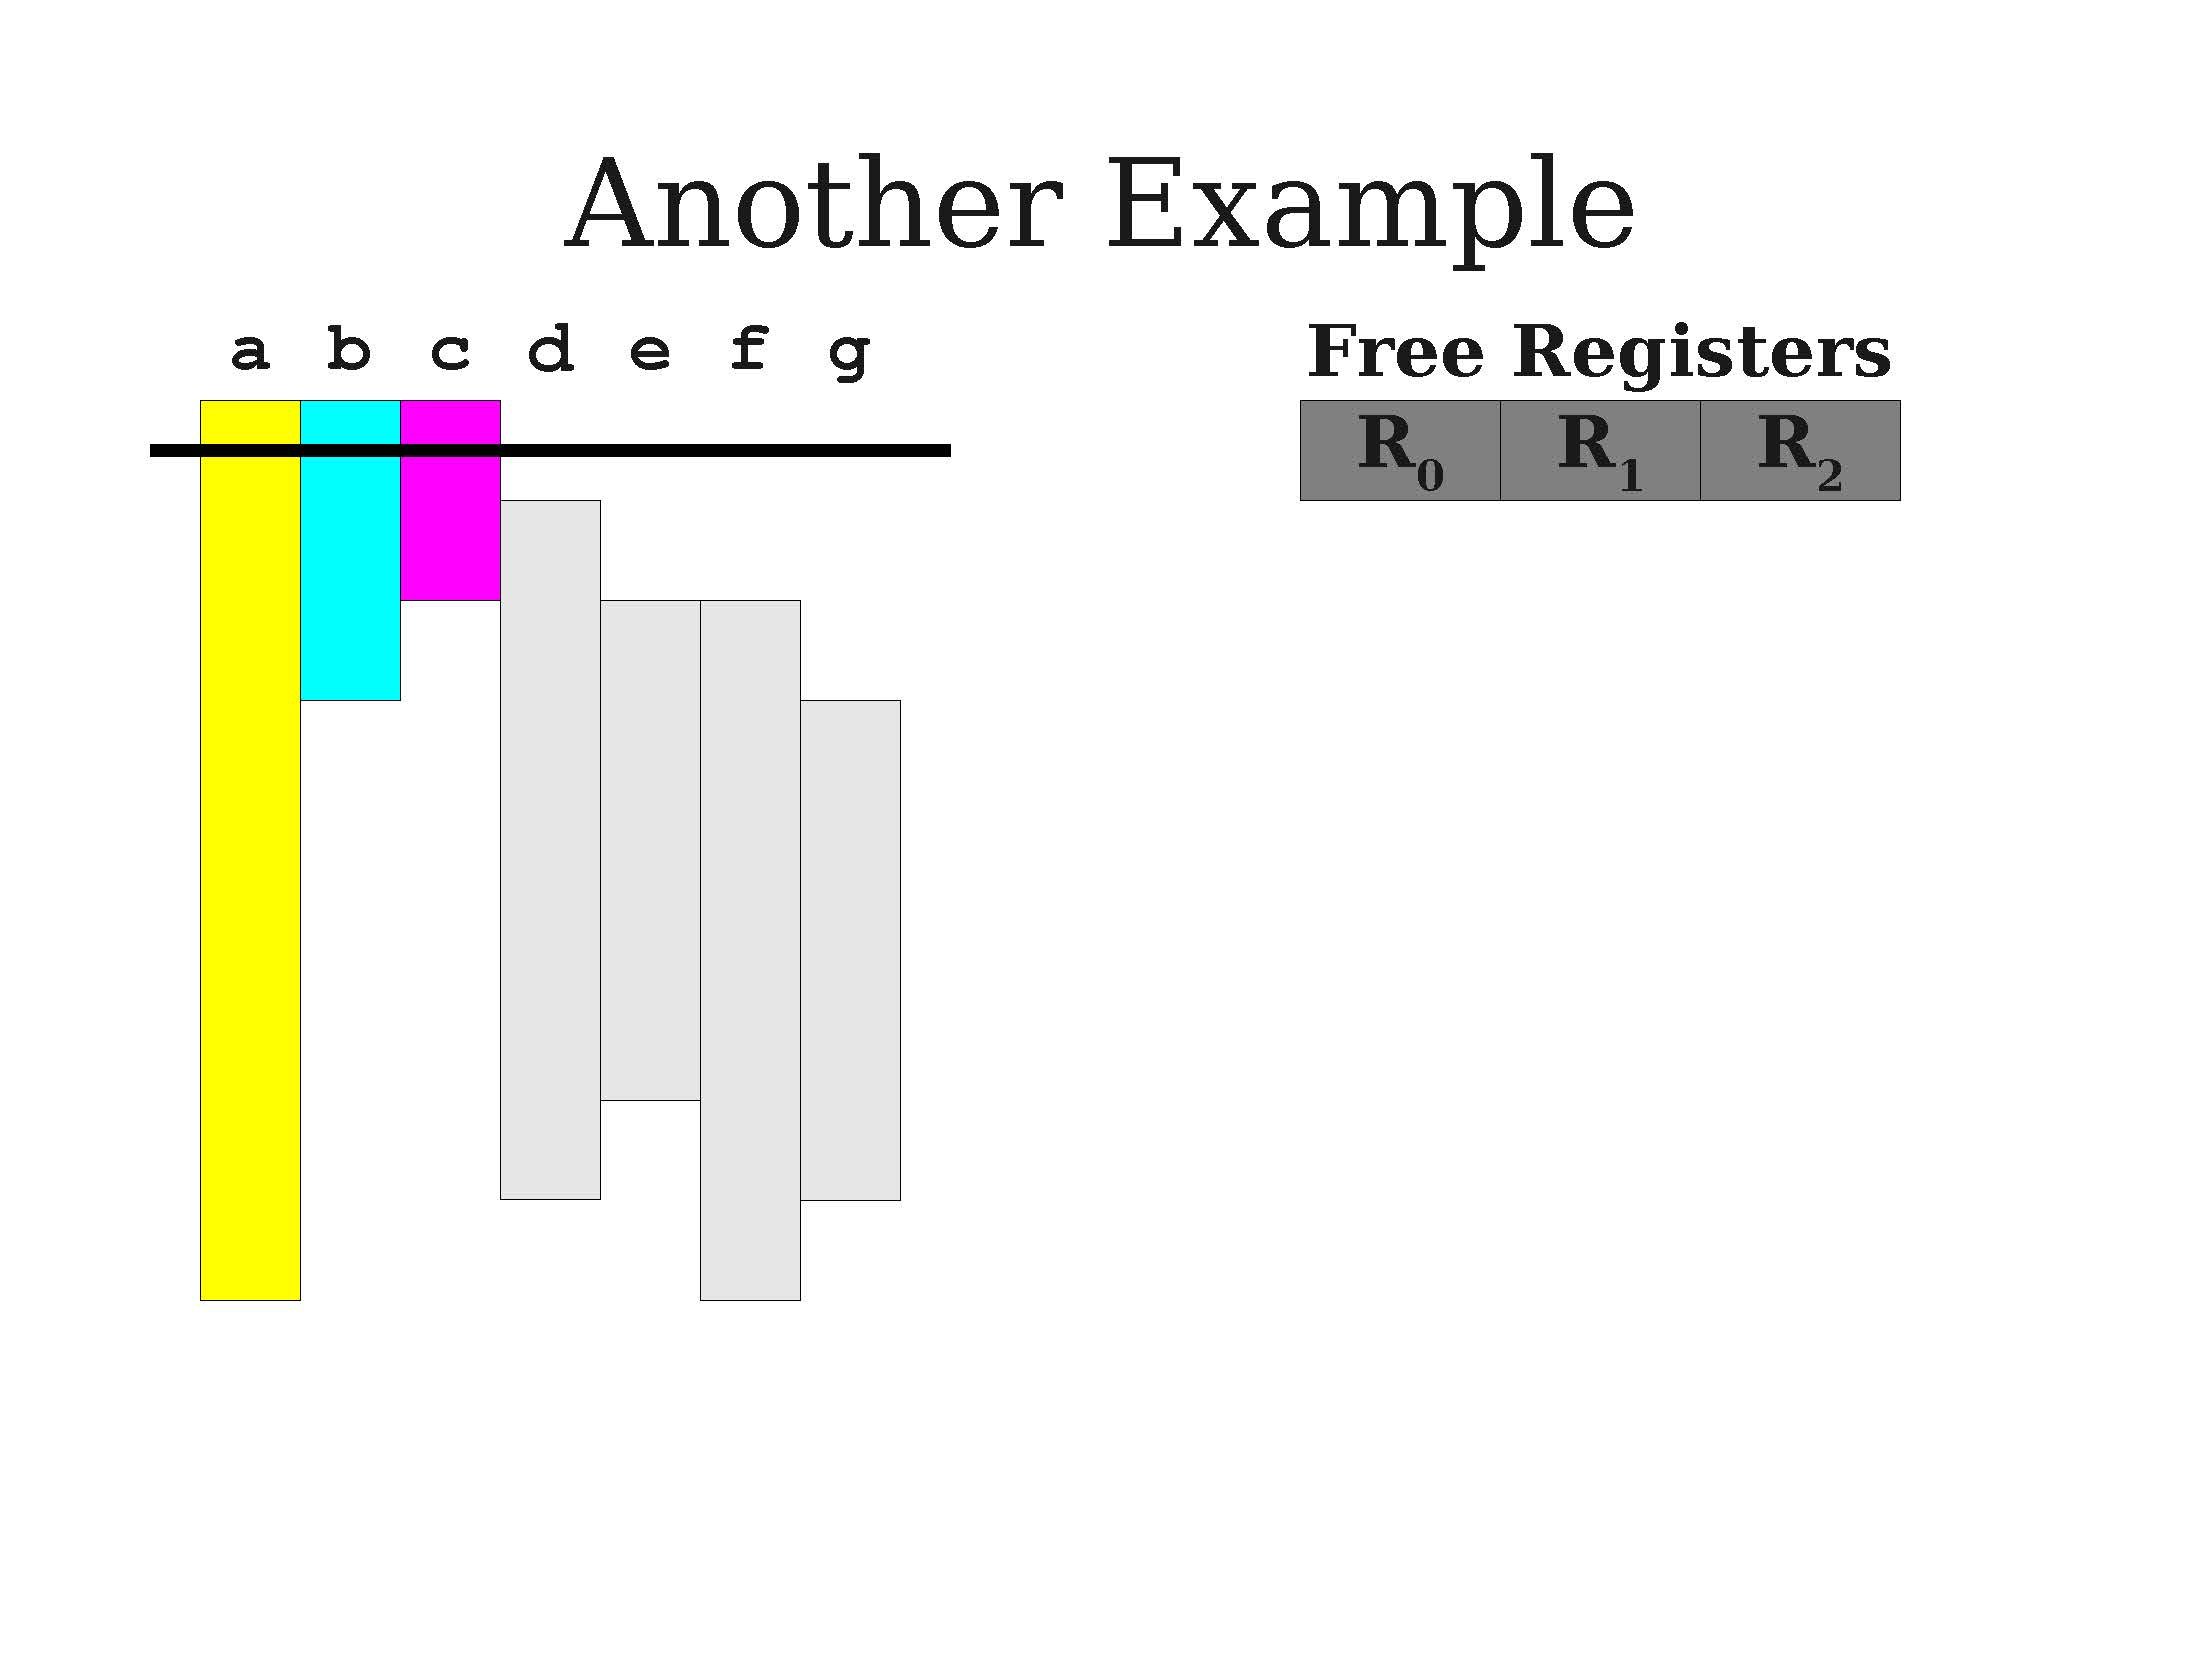 Another Example
a b c d e f g
Free Registers
R0 R1 R2